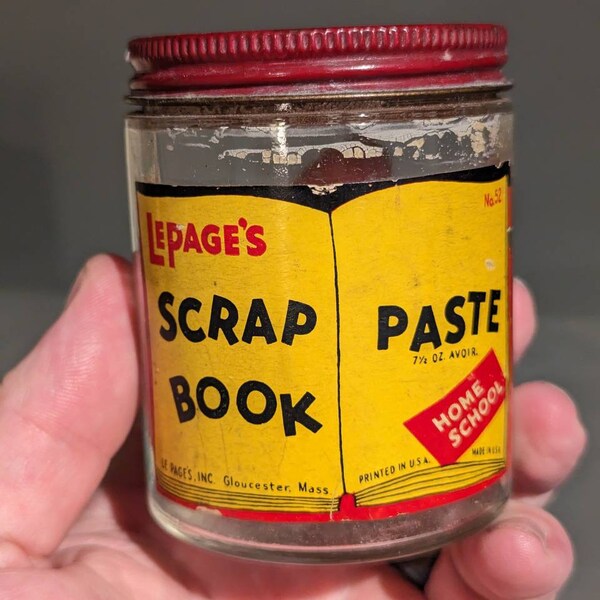 LEPAGE'S
SCRAP
BOOK
LE PAGES, INC. Gloucester, Mass
No. 52
PASTE
7½ OZ. AVOIR.
HOME
SCHOOL
PRINTED IN U.S.A.
MADE IN U.S.A.